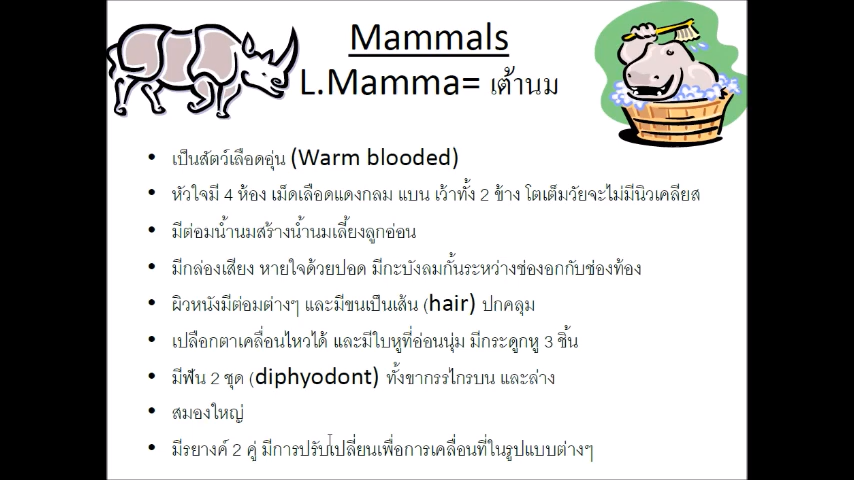 Mammals
L.Mamma= เต้านม
• เป็นสัตว์เลือดอุ่น (Warm blooded)
• หัวใจมี 4 ห้อง เม็ดเลือดแดงกลม แบน เว้าทั้ง 2 ข้าง โตเต็มวัยจะไม่มีนิวเคลียส
• มีต่อมน้ำนมสร้างน้ำนมเลี้ยงลูกอ่อน
• มีกล่องเสียง หายใจด้วยปอด มีกะบังลมกั้นระหว่างช่องอกกับช่องท้อง
• ผิวหนังมีต่อมต่างๆ และมีขนเป็นเส้น (hair) ปกคลุม
• เปลือกตาเคลื่อนไหวได้ และมีใบหูที่อ่อนนุ่ม มีกระดูกหู 3 ชิ้น
• มีฟัน 2 ชุด (diphyodont) ทั้งขากรรไกรบน และล่าง
• สมองใหญ่
• มีรยางค์ 2 คู่ มีการปรับเปลี่ยนเพื่อการเคลื่อนที่ในรูปแบบต่างๆ